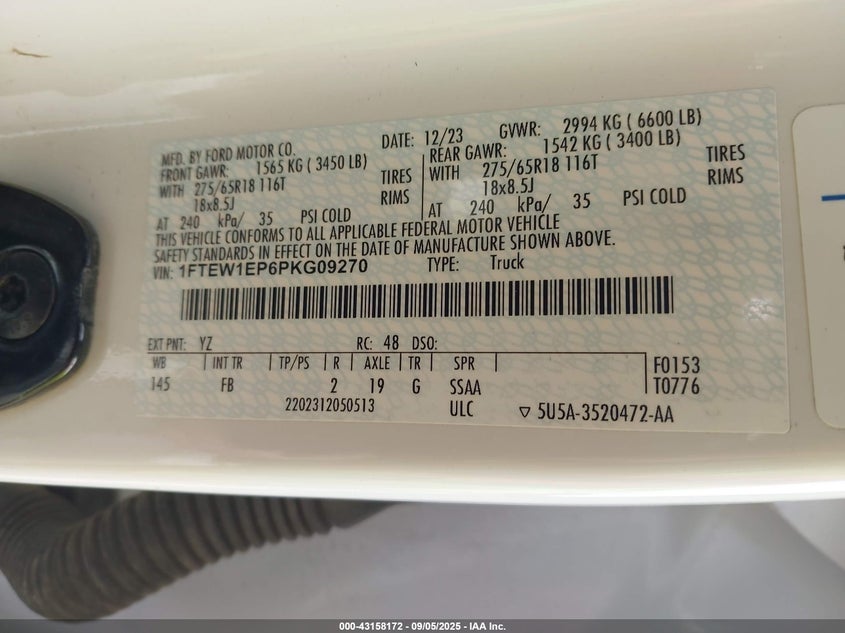 MFD. BY FORD MOTOR CO. DATE: 12/23 GVWR: 2994 KG ( 6600 LB)
FRONT GAWR: 1565 KG ( 3450 LB) REAR GAWR: 1542 KG ( 3400 LB)
WITH 275/65R18 116T TIRES WITH 275/65R18 116T TIRES
18x8.5J RIMS 18x8.5J RIMS
AT 240 kPa/ 35 PSI COLD AT 240 kPa/ 35 PSI COLD
THIS VEHICLE CONFORMS TO ALL APPLICABLE FEDERAL MOTOR VEHICLE
SAFETY STANDARDS IN EFFECT ON THE DATE OF MANUFACTURE SHOWN ABOVE.
VIN: 1FTEW1EP6PKG09270 TYPE: Truck
EXT PNT: YZ RC: 48 DSO:
WB INT TR TP/PS R AXLE TR SPR F0153
145 FB 2 19 G SSAA T0776
2202312050513 ULC ▽ 5U5A-3520472-AA
000-43158172 - 09/05/2025 - IAA Inc.